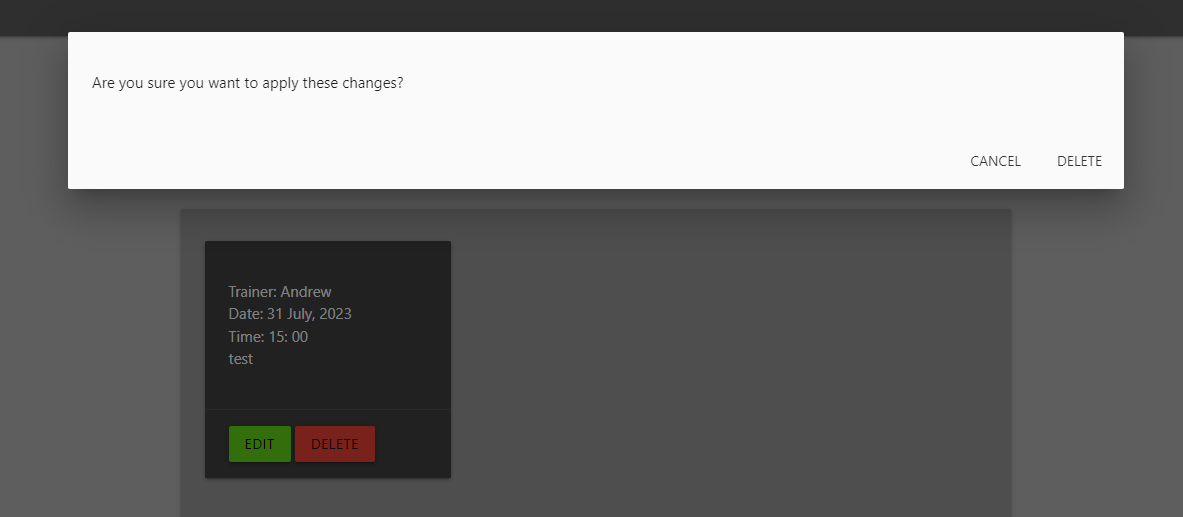 Are you sure you want to apply these changes?
CANCEL DELETE
Trainer: Andrew
Date: 31 July, 2023
Time: 15: 00
test
EDIT DELETE